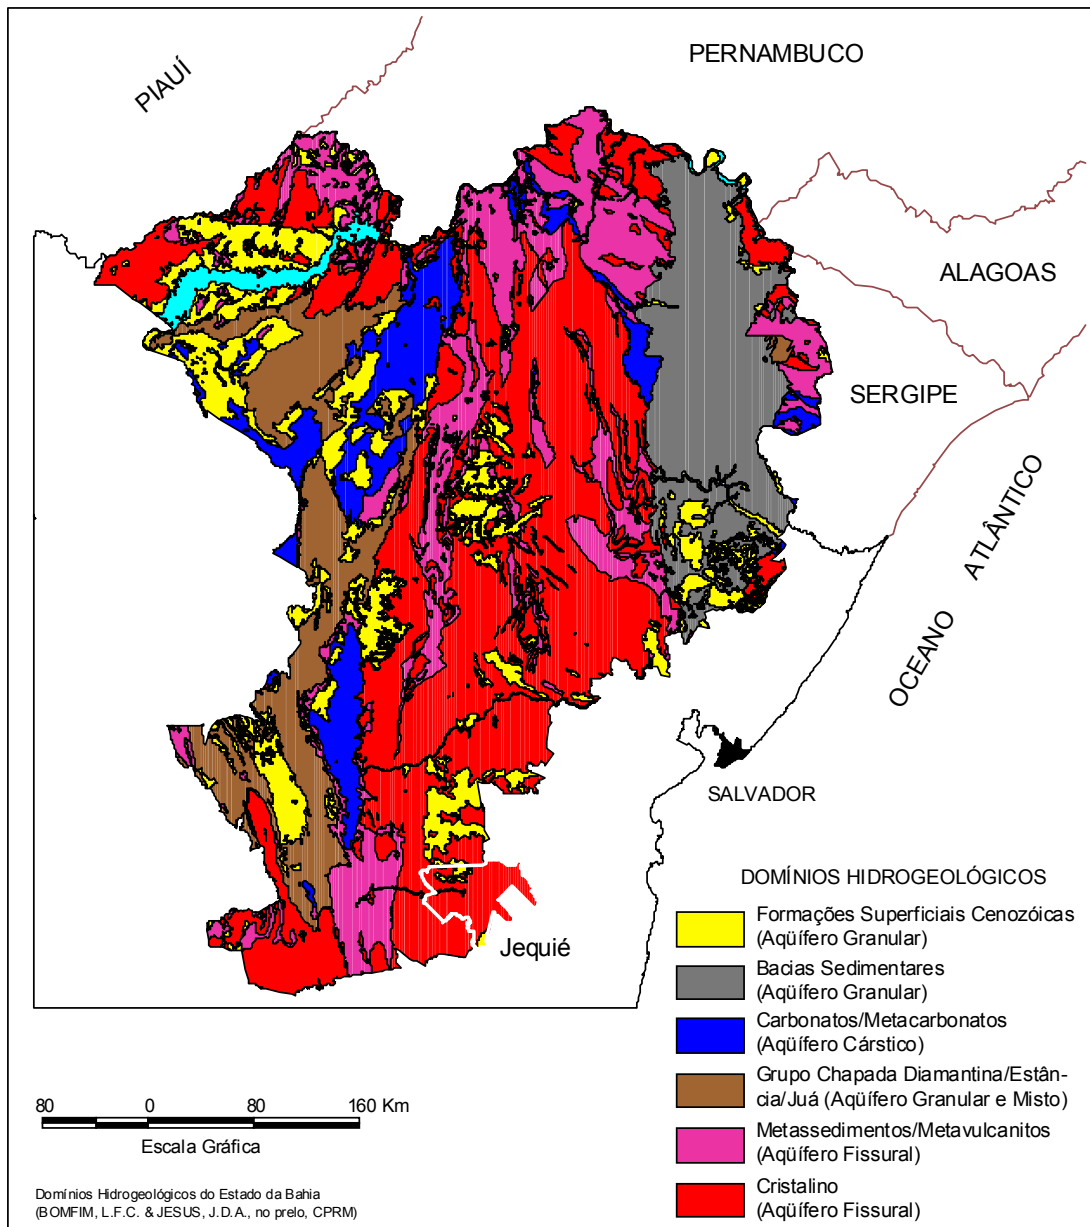 PERNAMBUCO
PIAUÍ
ALAGOAS
SERGIPE
OCEANO ATLÂNTICO
SALVADOR
Jequié
DOMÍNIOS HIDROGEOLÓGICOS
Formações Superficiais Cenozóicas
(Aqüífero Granular)
Bacias Sedimentares
(Aqüífero Granular)
Carbonatos/Metacarbonatos
(Aqüífero Cárstico)
Grupo Chapada Diamantina/Estân-
cia/Juá (Aqüífero Granular e Misto)
Metassedimentos/Metavulcanitos
(Aqüífero Fissural)
Cristalino
(Aqüífero Fissural)
80 0 80 160 Km
Escala Gráfica
Domínios Hidrogeológicos do Estado da Bahia
(BOMFIM, L.F.C. & JESUS, J.D.A., no prelo, CPRM)